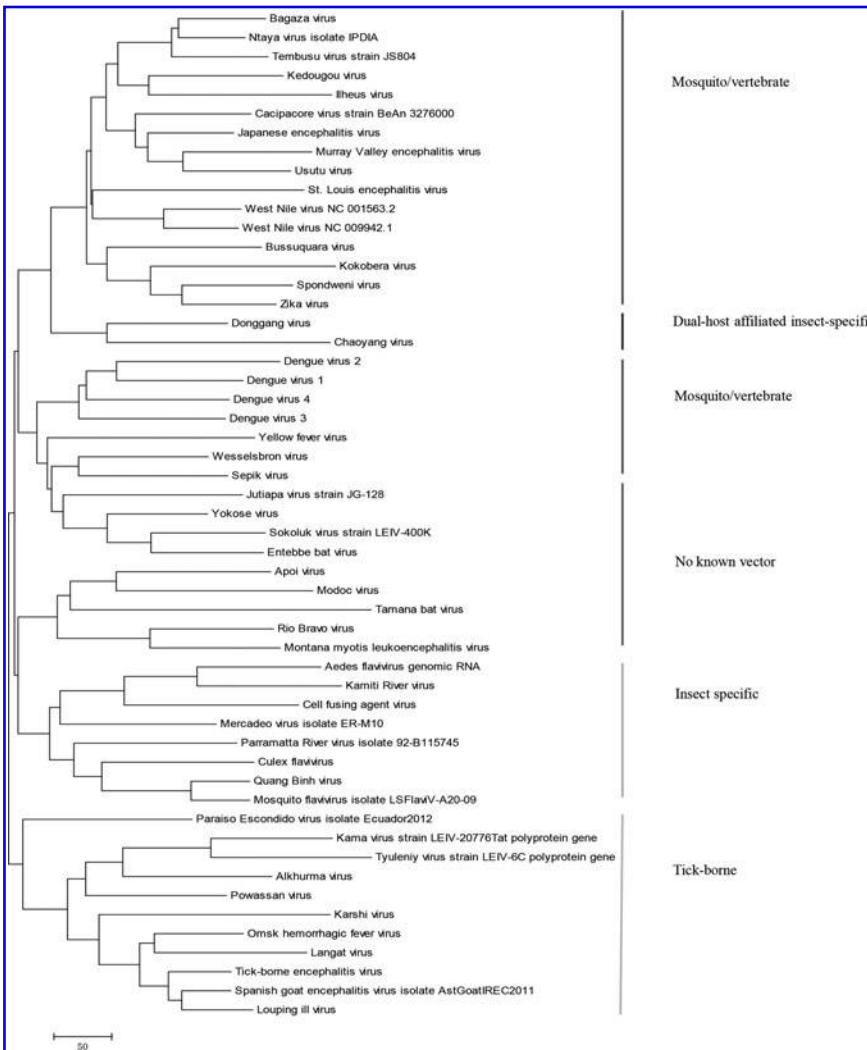 Bagaza virus
Ntaya virus isolate IPDIA
Tembusu virus strain JS804
Kedougou virus
Ilheus virus
Cacipacore virus strain BeAn 3276000
Japanese encephalitis virus
Murray Valley encephalitis virus
Usutu virus
St. Louis encephalitis virus
West Nile virus NC 001563.2
West Nile virus NC 009942.1
Bussuquara virus
Kokobera virus
Spondweni virus
Zika virus
Mosquito/vertebrate
Donggang virus
Chaoyang virus
Dual-host affiliated insect-specifi
Dengue virus 2
Dengue virus 1
Dengue virus 4
Dengue virus 3
Yellow fever virus
Wesselsbron virus
Sepik virus
Mosquito/vertebrate
Jutiapa virus strain JG-128
Yokose virus
Sokoluk virus strain LEIV-400K
Entebbe bat virus
Apoi virus
Modoc virus
Tamana bat virus
Rio Bravo virus
Montana myotis leukoencephalitis virus
No known vector
Aedes flavivirus genomic RNA
Kamiti River virus
Cell fusing agent virus
Mercadeo virus isolate ER-M10
Parramatta River virus isolate 92-B115745
Culex flavivirus
Quang Binh virus
Mosquito flavivirus isolate LSFlaviV-A20-09
Insect specific
Paraiso Escondido virus isolate Ecuador2012
Kama virus strain LEIV-20776Tat polyprotein gene
Tyuleniy virus strain LEIV-6C polyprotein gene
Alkhurma virus
Powassan virus
Karshi virus
Omsk hemorrhagic fever virus
Langat virus
Tick-borne encephalitis virus
Spanish goat encephalitis virus isolate AstGoatIREC2011
Louping ill virus
Tick-borne
50